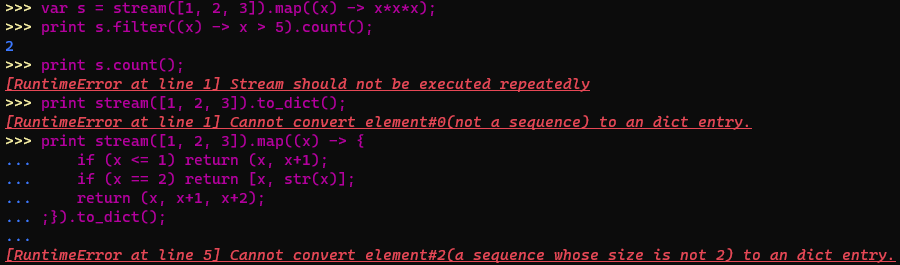 >>> var s = stream([1, 2, 3]).map((x) -> x*x*x);
>>> print s.filter((x) -> x > 5).count();
2
>>> print s.count();
[RuntimeError at line 1] Stream should not be executed repeatedly
>>> print stream([1, 2, 3]).to_dict();
[RuntimeError at line 1] Cannot convert element#0(not a sequence) to an dict entry.
>>> print stream([1, 2, 3]).map((x) -> {
...     if (x <= 1) return (x, x+1);
...     if (x == 2) return [x, str(x)];
...     return (x, x+1, x+2);
... ;}).to_dict();
...
[RuntimeError at line 5] Cannot convert element#2(a sequence whose size is not 2) to an dict entry.